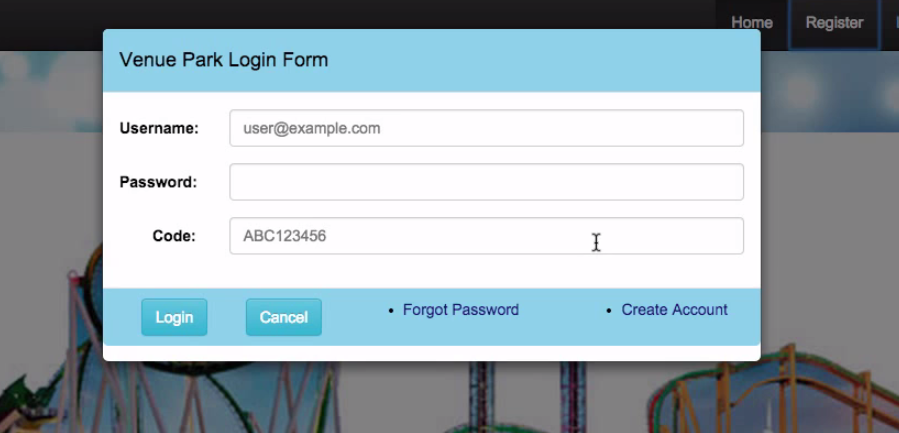 Home Register
Venue Park Login Form
Username: user@example.com
Password:
Code: ABC123456
Login Cancel • Forgot Password • Create Account